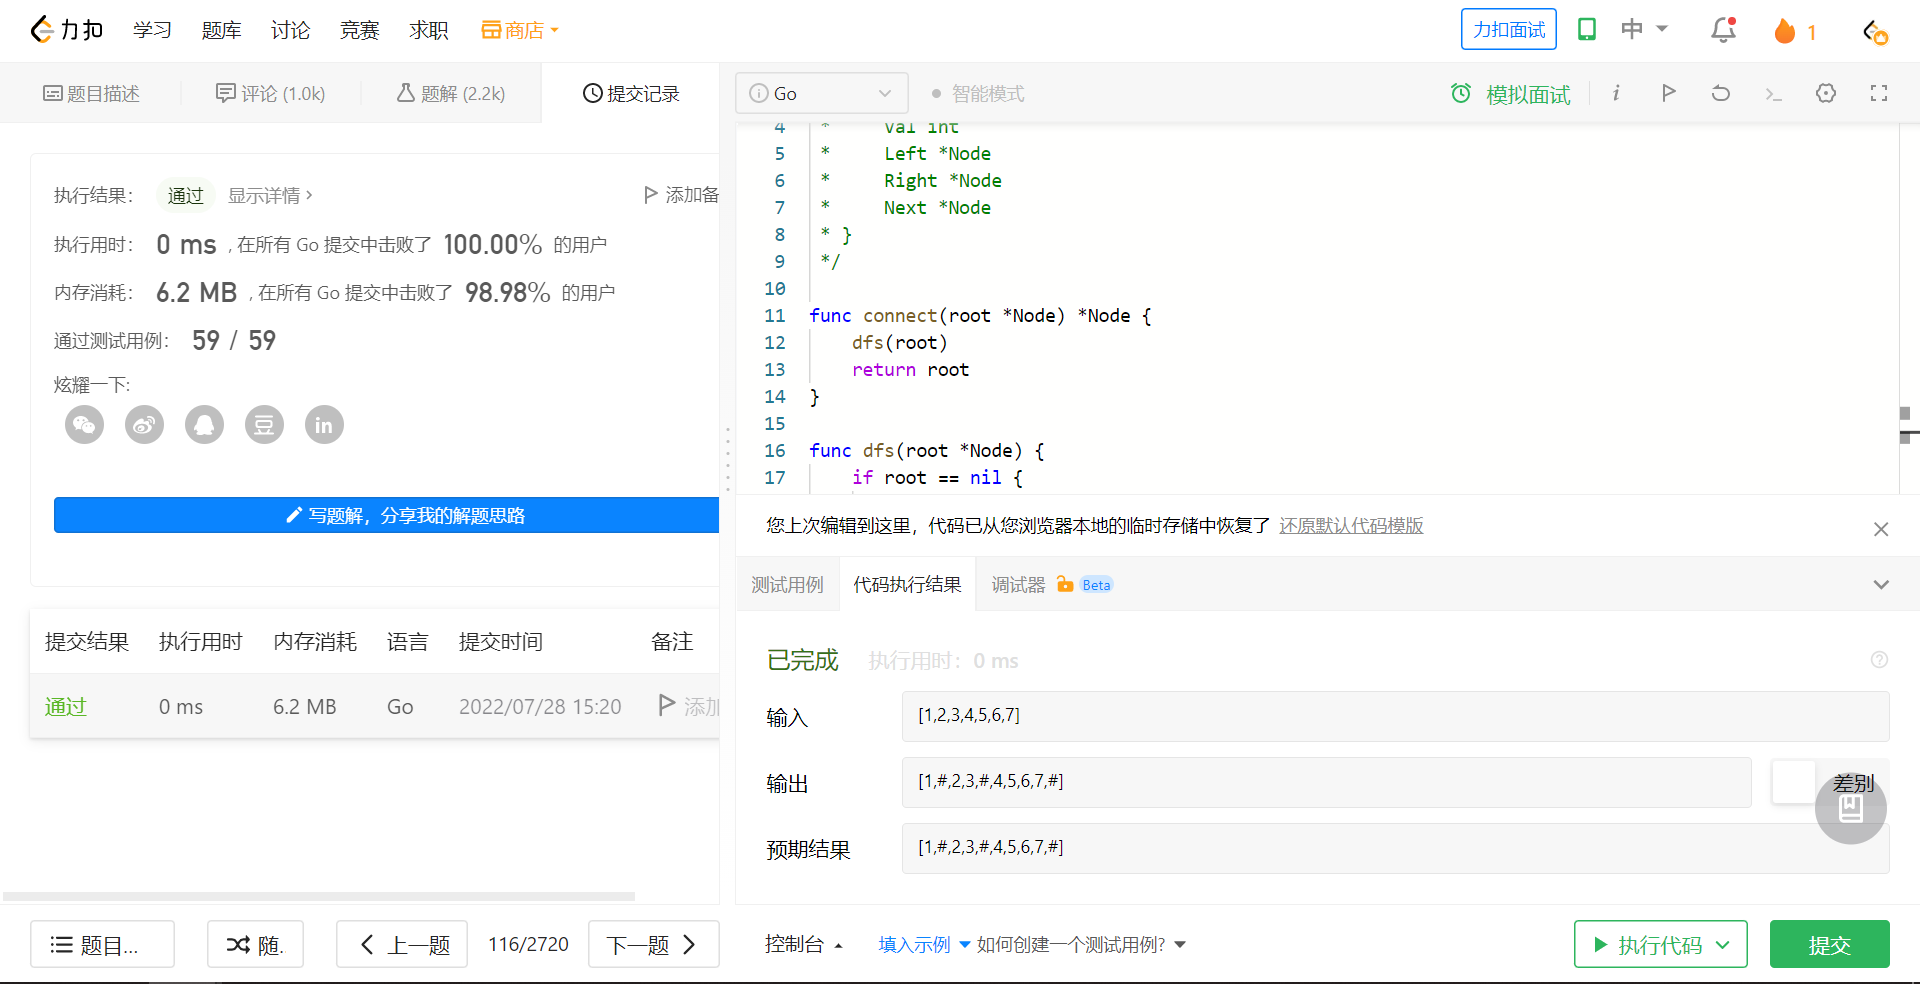 力扣 学习 题库 讨论 竞赛 求职 商店 力扣面试 中 1
题目描述 评论 (1.0k) 题解 (2.2k) 提交记录
执行结果： 通过 显示详情 › 添加备
执行用时： 0 ms , 在所有 Go 提交中击败了 100.00% 的用户
内存消耗： 6.2 MB , 在所有 Go 提交中击败了 98.98% 的用户
通过测试用例： 59 / 59
炫耀一下:
豆 in
写题解，分享我的解题思路
提交结果 执行用时 内存消耗 语言 提交时间 备注
通过 0 ms 6.2 MB Go 2022/07/28 15:20 添加
题目... 随. 上一题 116/2720 下一题
Go 智能模式 模拟面试 i
4 * Val int
5 * Left *Node
6 * Right *Node
7 * Next *Node
8 * }
9 */
10
11 func connect(root *Node) *Node {
12 dfs(root)
13 return root
14 }
15
16 func dfs(root *Node) {
17 if root == nil {
您上次编辑到这里，代码已从您浏览器本地的临时存储中恢复了 还原默认代码模版
测试用例 代码执行结果 调试器 Beta
已完成 执行用时：0 ms
输入 [1,2,3,4,5,6,7]
输出 [1,#,2,3,#,4,5,6,7,#] 差别
预期结果 [1,#,2,3,#,4,5,6,7,#]
控制台 填入示例 如何创建一个测试用例? 执行代码 提交